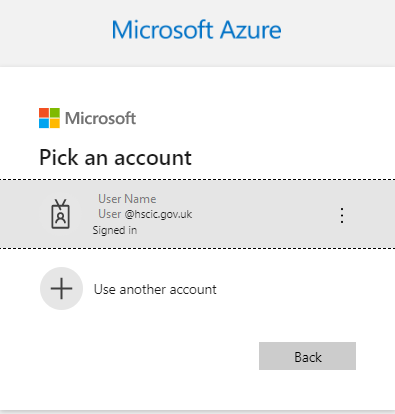 Microsoft Azure
Microsoft
Pick an account
User Name
User @hscic.gov.uk
Signed in
Use another account
Back